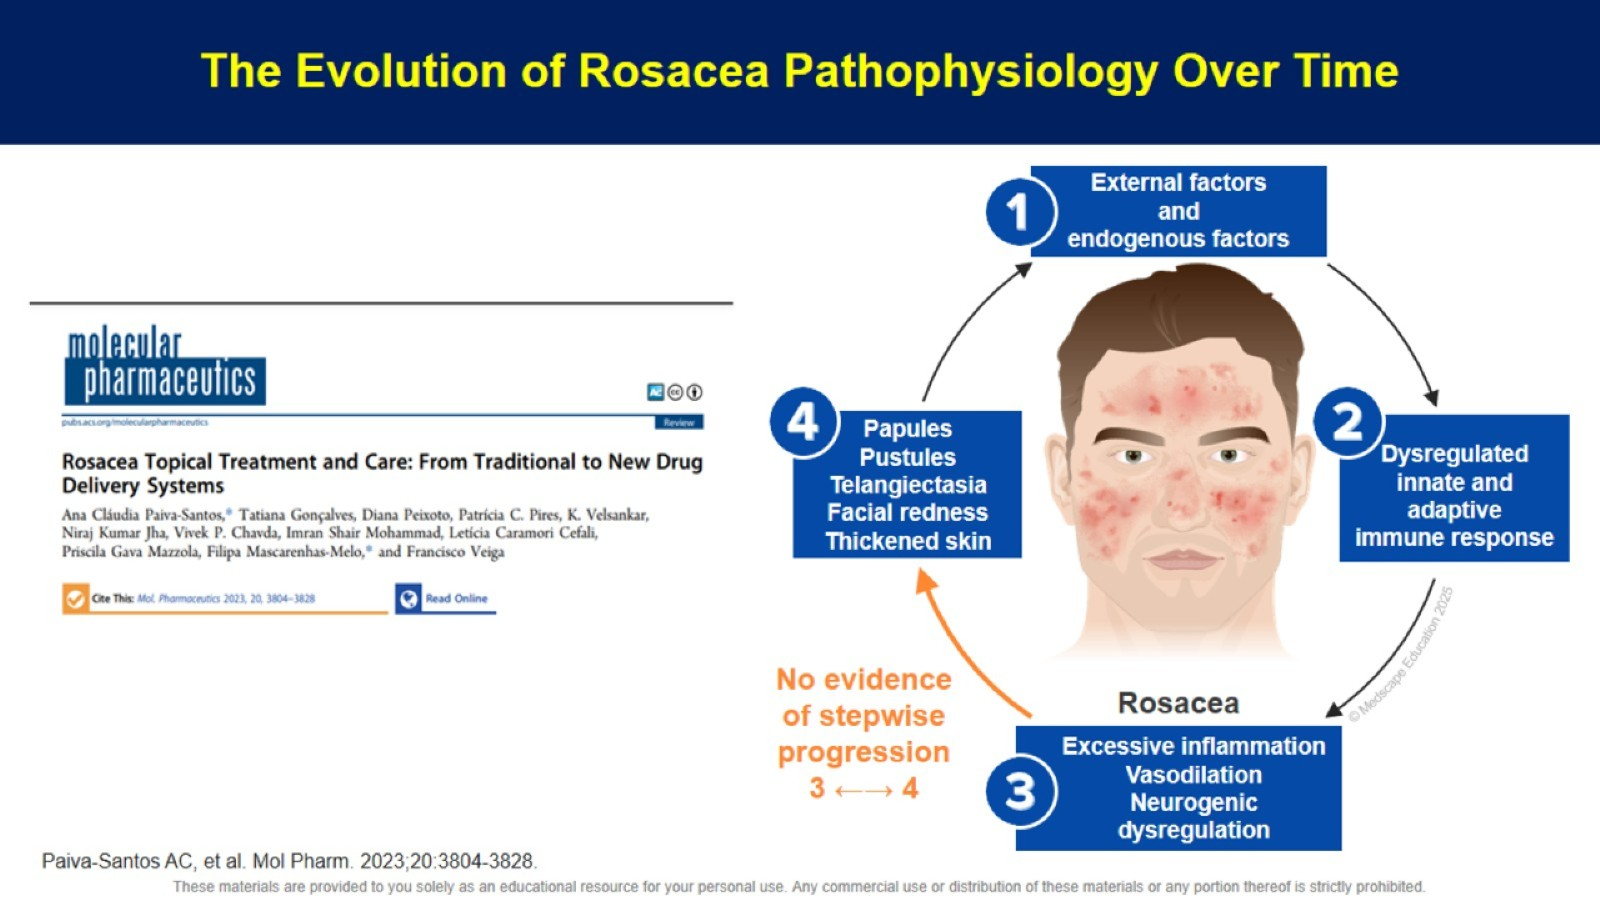 The Evolution of Rosacea Pathophysiology Over Time
molecular
pharmaceutics
pubs.acs.org/molecularpharmaceutics
Review
Rosacea Topical Treatment and Care: From Traditional to New Drug
Delivery Systems
Ana Cláudia Paiva-Santos,* Tatiana Gonçalves, Diana Peixoto, Patrícia C. Pires, K. Velsankar,
Niraj Kumar Jha, Vivek P. Chavda, Imran Shair Mohammad, Letícia Caramori Cefali,
Priscila Gava Mazzola, Filipa Mascarenhas-Melo,* and Francisco Veiga
Cite This: Mol. Pharmaceutics 2023, 20, 3804–3828
Read Online
1
External factors
and
endogenous factors
2
Dysregulated
innate and
adaptive
immune response
3
Excessive inflammation
Vasodilation
Neurogenic
dysregulation
4
Papules
Pustules
Telangiectasia
Facial redness
Thickened skin
No evidence
of stepwise
progression
3 ←→ 4
Rosacea
© Medscape Education 2025
Paiva-Santos AC, et al. Mol Pharm. 2023;20:3804-3828.
These materials are provided to you solely as an educational resource for your personal use. Any commercial use or distribution of these materials or any portion thereof is strictly prohibited.